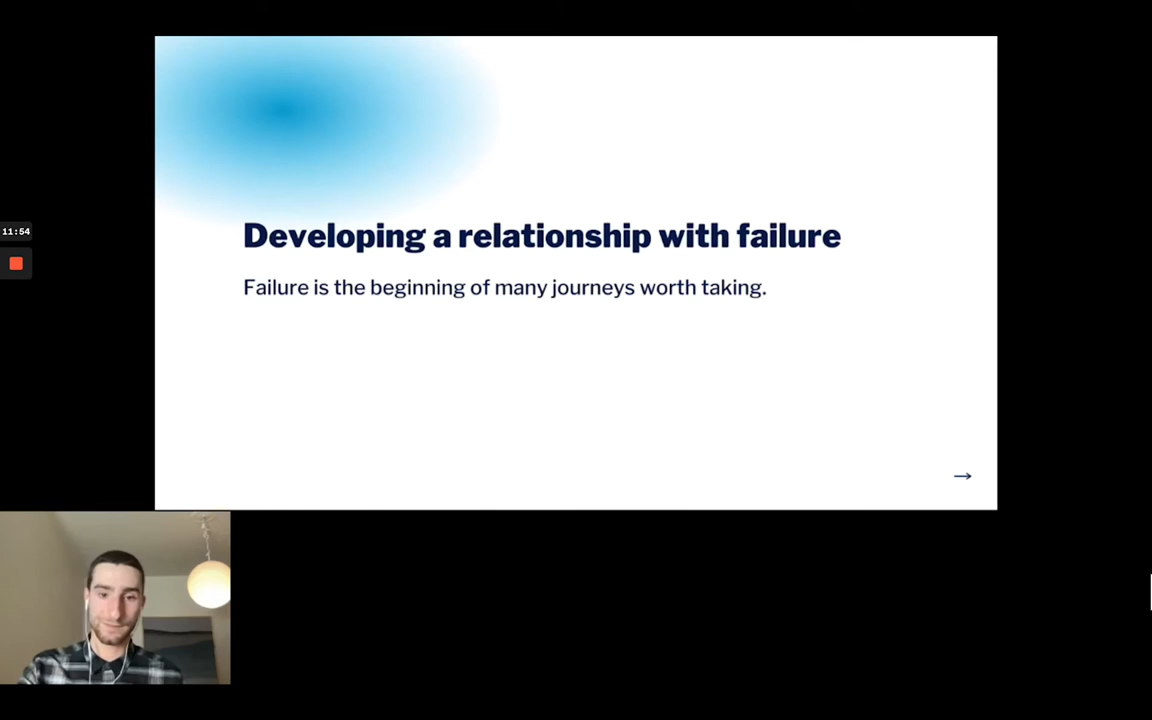 Developing a relationship with failure
Failure is the beginning of many journeys worth taking.
11:54
→